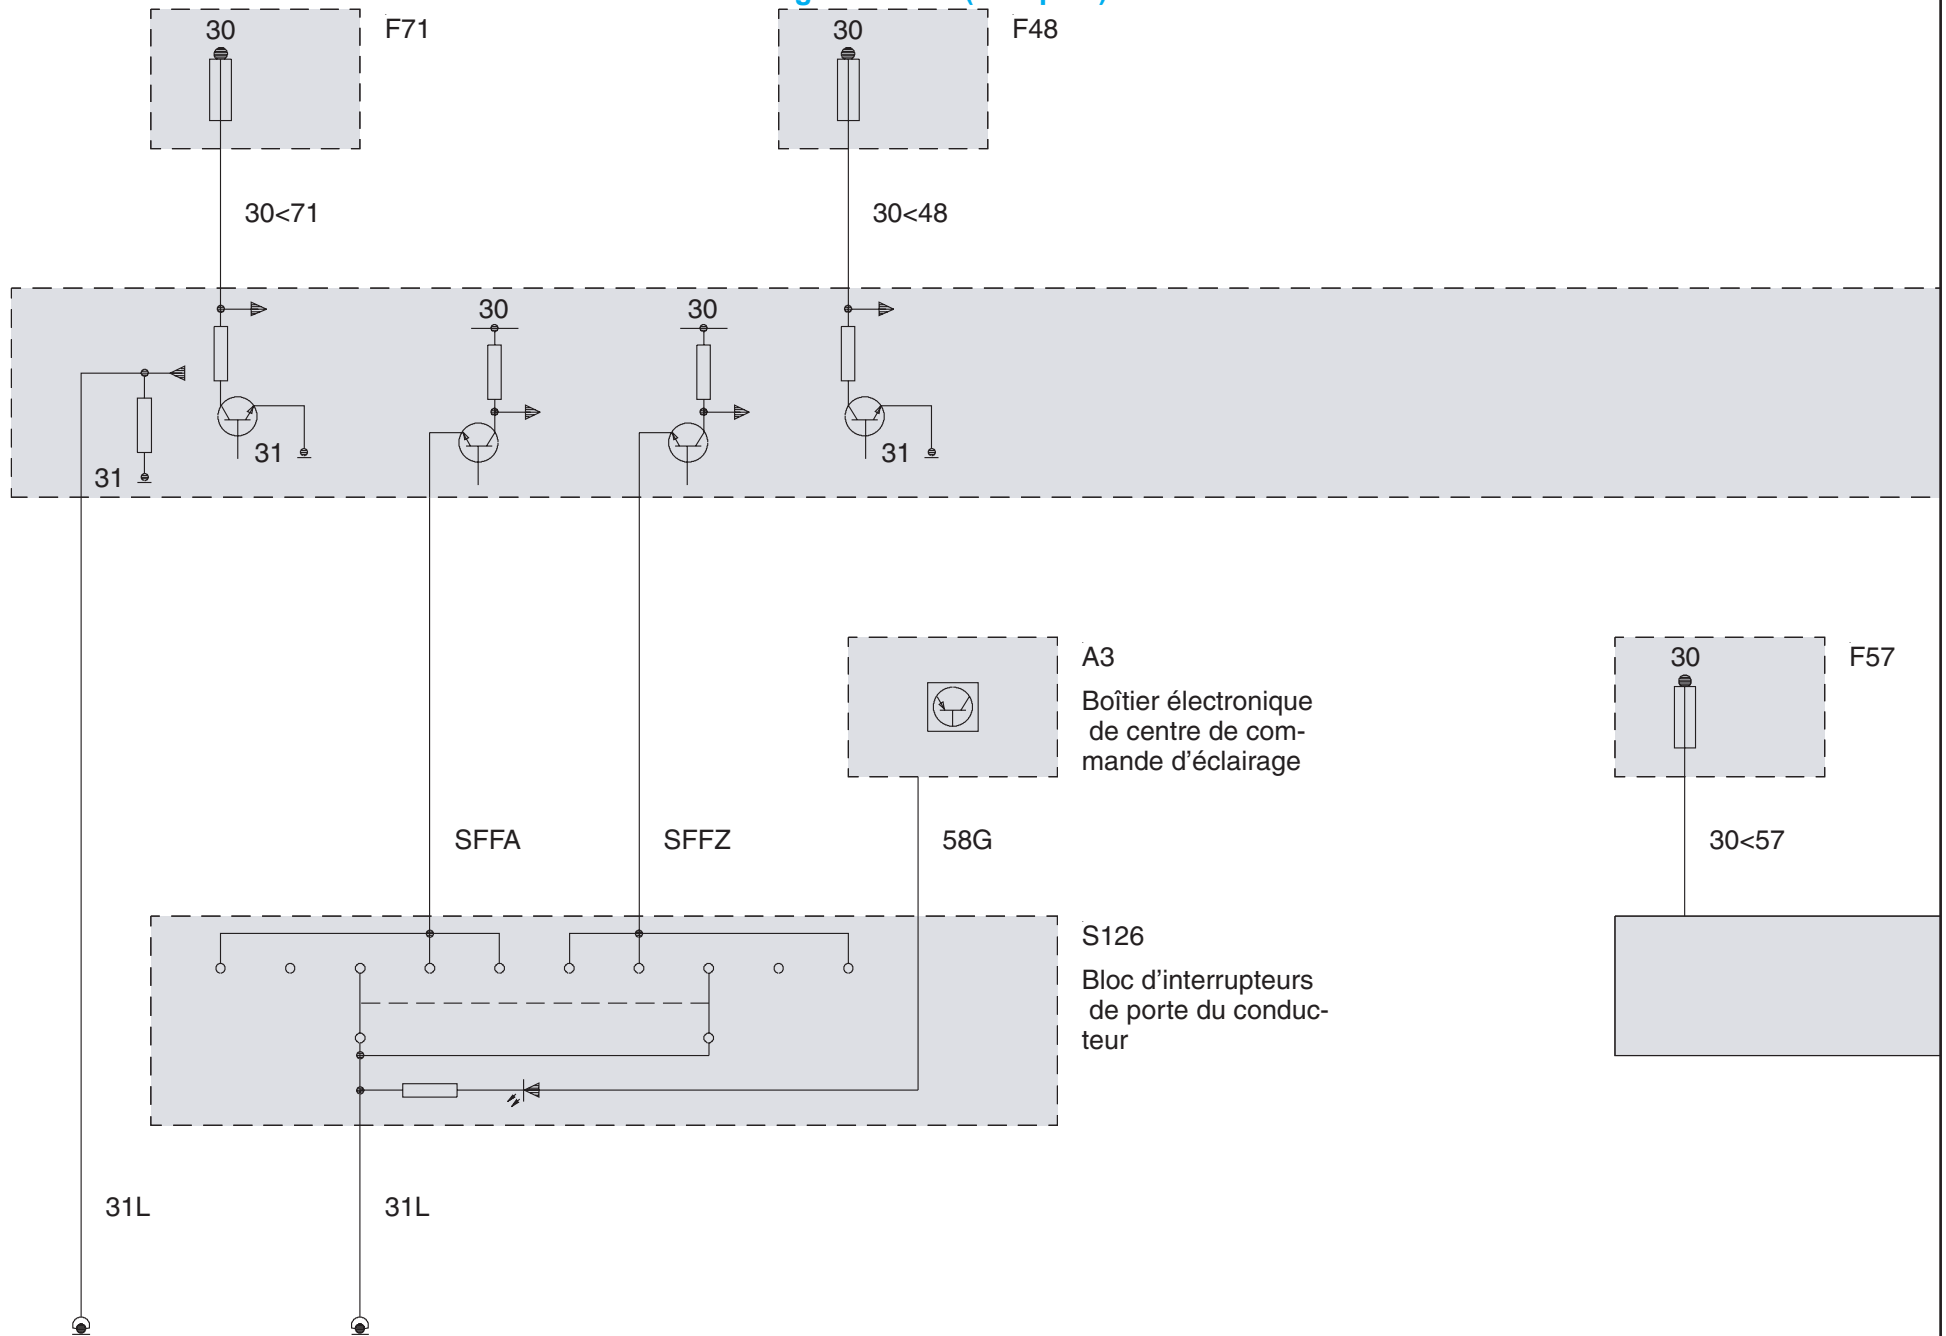 30
F71
30
F48
30<71
30<48
30
30
31
31
31
A3
Boîtier électronique
de centre de com-
mande d'éclairage
30
F57
SFFA
SFFZ
58G
30<57
S126
Bloc d'interrupteurs
de porte du conduc-
teur
31L
31L